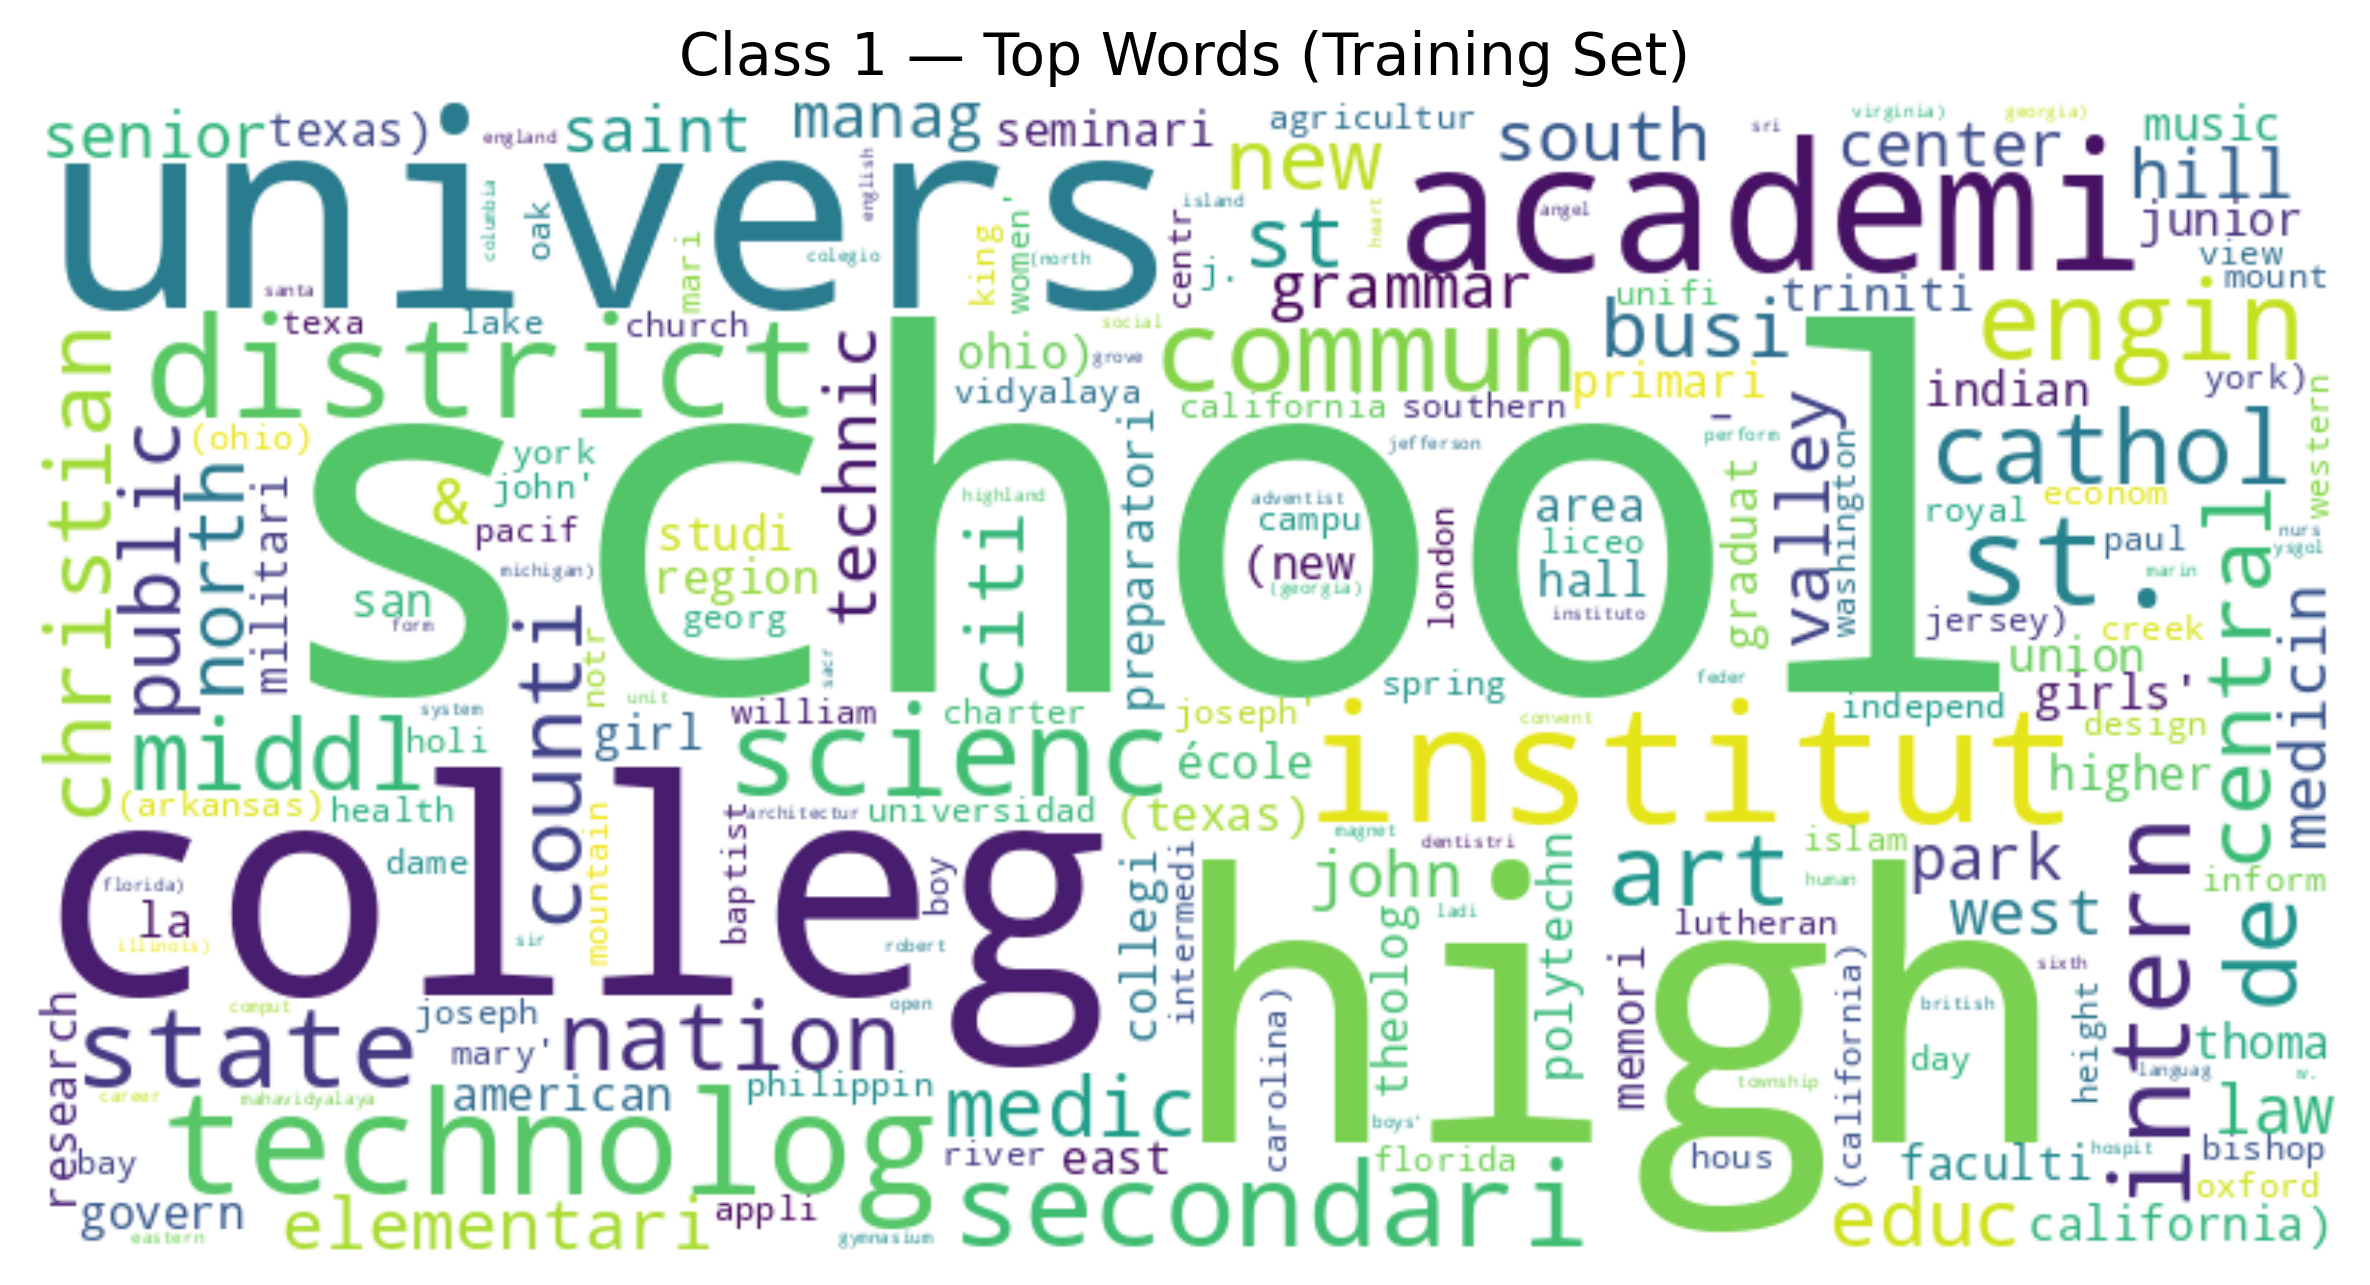 Class 1 — Top Words (Training Set)
senior
texas)
england
saint
manag
seminari
agricultur
new
south
sri
virginia)
georgia)
center
music
hill
univers
columbia
oak
mari
english
colegio
king
women'
(north
centr
island
j.
st
heart
academi
angel
junior
view
mount
santa
texa
lake
church
grammar
unifi
triniti
busi
engin
district
technic
ohio)
social
grove
vidyalaya
commun
primari
california
southern
indian
york)
christian
public
(ohio)
north
militari
york
john'
&
pacif
michigan)
san
form
studi
region
georg
school
highland
citi
preparatori
adventist
campu
(new
(georgia)
jefferson
london
area
liceo
hall
instituto
–
perform
graduat
valley
washington
cathol
econom
royal
st.
paul
marin
nurs
ysgol
western
jersey)
creek
union
central
medicin
counti
notr
unit
sacr
system
middl
holi
girl
william
charter
scienc
joseph'
spring
feder
convent
école
institut
independ
girls'
design
higher
(arkansas)
health
mountain
baptist
architectur
universidad
(texas)
magnet
dentistri
colleg
florida)
la
illinois)
dame
sir
boy
robert
collegi
intermedi
john
ladi
theolog
polytechn
art
islam
human
park
lutheran
west
inform
intern
de
high
research
state
comput
joseph
mary'
nation
open
carolina)
memori
township
(california)
british
day
sixth
height
languag
thoma
w.
law
career
mahavidyalaya
technolog
american
philippin
medic
boys'
bay
river
east
florida
hous
faculti
hospit
bishop
oxford
govern
eastern
elementari
appli
gymnasium
secondari
educ
california)